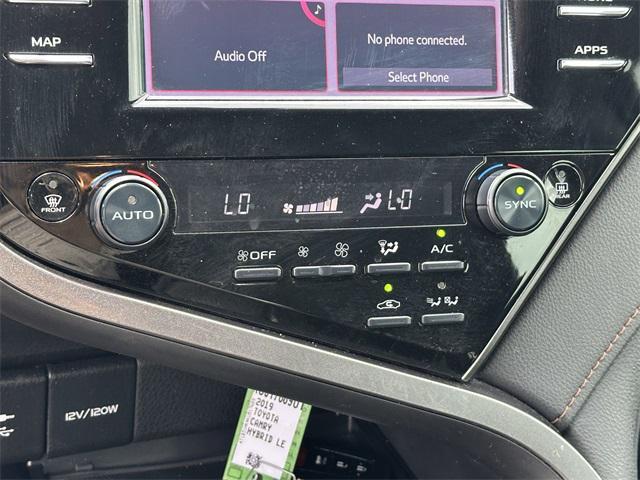 MAP
Audio Off
No phone connected.
Select Phone
APPS
FRONT
AUTO
LO
LO
SYNC
REAR
OFF
A/C
12V/120W
2019
TOYOTA
CAMRY
HYBRID LE